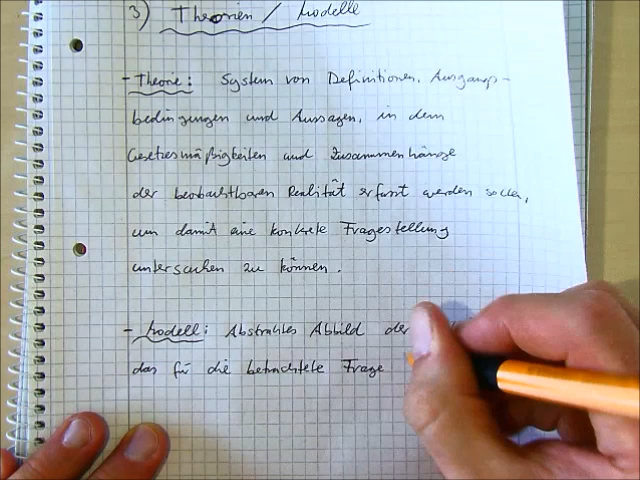 3) Theorien / Modelle
- Theorie: System von Definitionen, Ausgangs-
bedingungen und Aussagen, in dem
Gesetzesmäßigkeiten und Zusammenhänge
der beobachtbaren Realität erfasst werden sollen,
um damit eine konkrete Fragestellung
untersuchen zu können.
- Modell: Abstraktes Abbild der
das für die betrachtete Frage